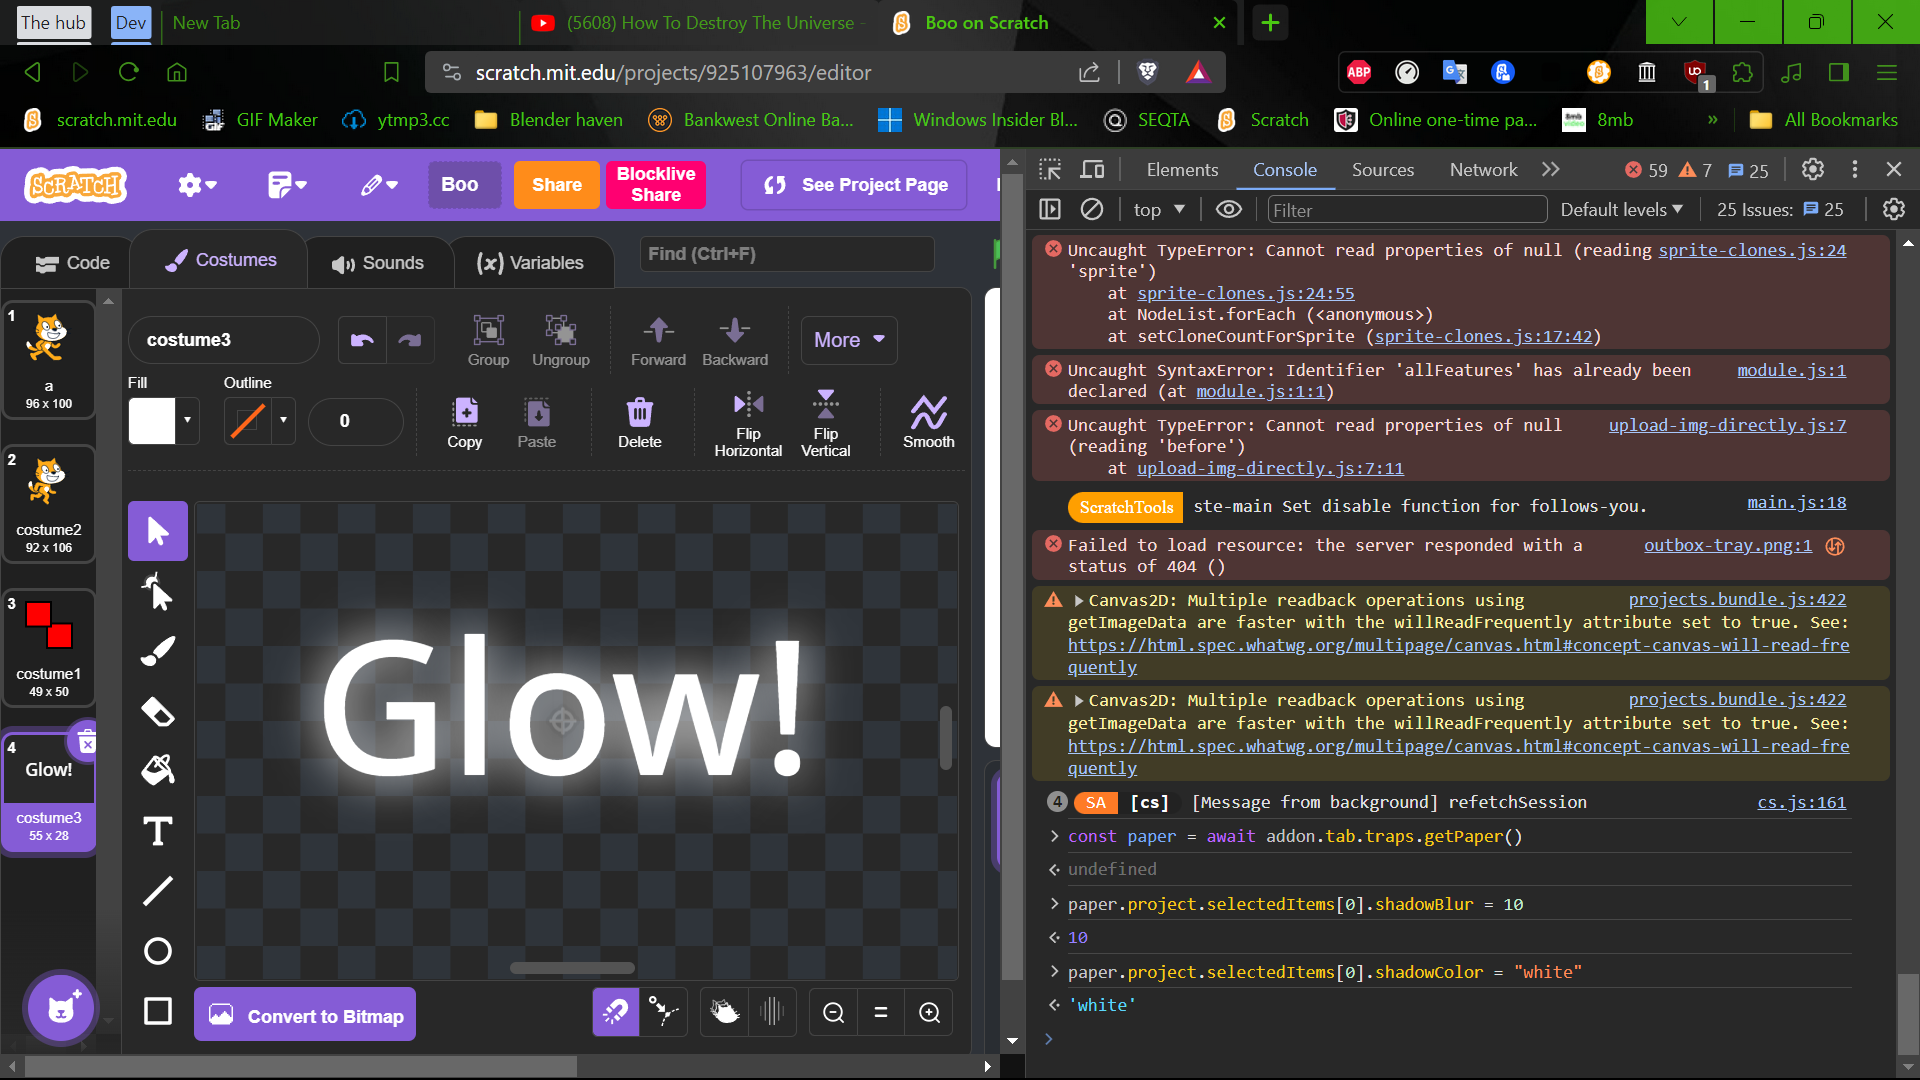 The hub
Dev
New Tab
(5608) How To Destroy The Universe -
Boo on Scratch
scratch.mit.edu/projects/925107963/editor
ABP
1
scratch.mit.edu
GIF Maker
ytmp3.cc
Blender haven
Bankwest Online Ba...
Windows Insider Bl...
SEQTA
Scratch
Online one-time pa...
8mb
»
All Bookmarks
SCRATCH
Boo
Share
Blocklive
Share
See Project Page
Code
Costumes
Sounds
(x) Variables
Find (Ctrl+F)
1
a
96 x 100
2
costume2
92 x 106
3
costume1
49 x 50
4
Glow!
costume3
55 x 28
costume3
Group
Ungroup
Forward
Backward
More
Fill
Outline
0
Copy
Paste
Delete
Flip
Horizontal
Flip
Vertical
Smooth
T
Glow!
Convert to Bitmap
=
Elements
Console
Sources
Network
59
7
25
top
Filter
Default levels
25 Issues:
25
Uncaught TypeError: Cannot read properties of null (reading sprite-clones.js:24
'sprite')
at sprite-clones.js:24:55
at NodeList.forEach (<anonymous>)
at setCloneCountForSprite (sprite-clones.js:17:42)
Uncaught SyntaxError: Identifier 'allFeatures' has already been module.js:1
declared (at module.js:1:1)
Uncaught TypeError: Cannot read properties of null upload-img-directly.js:7
(reading 'before')
at upload-img-directly.js:7:11
ScratchTools ste-main Set disable function for follows-you. main.js:18
Failed to load resource: the server responded with a outbox-tray.png:1
status of 404 ()
Canvas2D: Multiple readback operations using projects.bundle.js:422
getImageData are faster with the willReadFrequently attribute set to true. See:
https://html.spec.whatwg.org/multipage/canvas.html#concept-canvas-will-read-fre
quently
Canvas2D: Multiple readback operations using projects.bundle.js:422
getImageData are faster with the willReadFrequently attribute set to true. See:
https://html.spec.whatwg.org/multipage/canvas.html#concept-canvas-will-read-fre
quently
4 SA [cs] [Message from background] refetchSession cs.js:161
> const paper = await addon.tab.traps.getPaper()
undefined
> paper.project.selectedItems[0].shadowBlur = 10
10
> paper.project.selectedItems[0].shadowColor = "white"
'white'
>